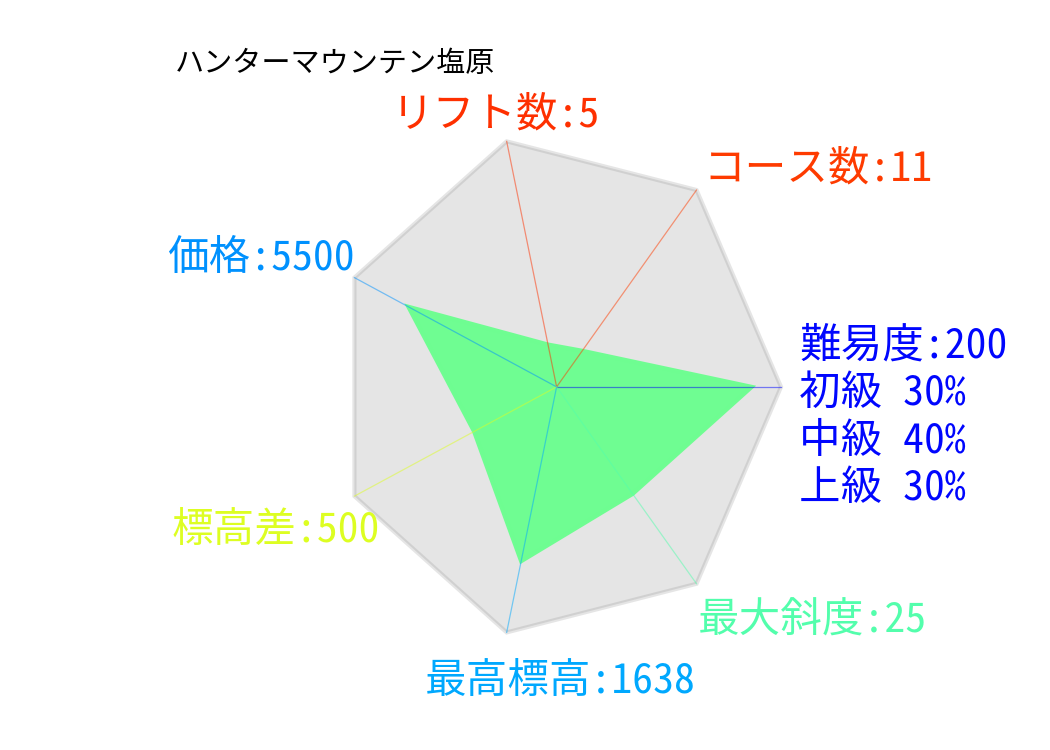 ハンターマウンテン塩原
リフト数:5
コース数:11
価格:5500
難易度:200
初級 30%
中級 40%
上級 30%
標高差:500
最大斜度:25
最高標高:1638